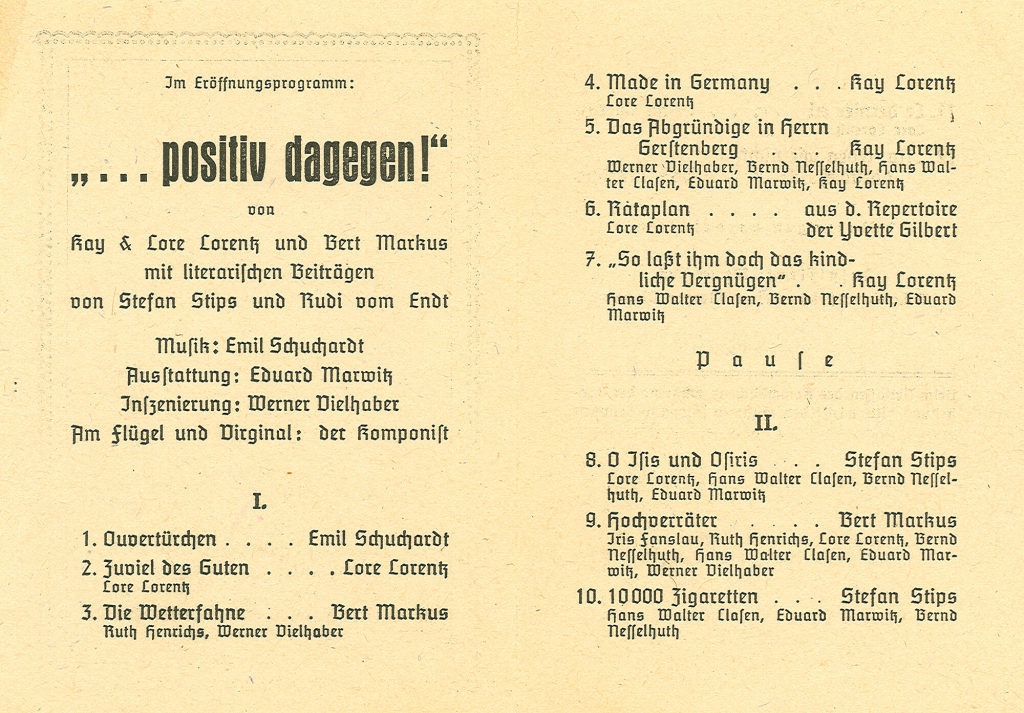 Im Eröffnungsprogramm:
„... positiv dagegen!“
von
Kay & Lore Lorentz und Bert Markus
mit literarischen Beiträgen
von Stefan Stips und Rudi vom Endt
Musik: Emil Schuchardt
Ausstattung: Eduard Marwitz
Inszenierung: Werner Vielhaber
Am Flügel und Virginal: der Komponist
I.
1. Ouvertürchen . . . . Emil Schuchardt
2. Zuviel des Guten . . . . Lore Lorentz
Lore Lorentz
3. Die Wetterfahne . . . Bert Markus
Ruth Henrichs, Werner Vielhaber
4. Made in Germany . . . Kay Lorentz
Lore Lorentz
5. Das Abgründige in Herrn
Gerstenberg . . . . Kay Lorentz
Werner Vielhaber, Bernd Nesselhuth, Hans Wal-
ter Clasen, Eduard Marwitz, Kay Lorentz
6. Rataplan . . . . aus d. Repertoire
Lore Lorentz der Yvette Gilbert
7. „So laßt ihm doch das kind-
liche Vergnügen“ . . Kay Lorentz
Hans Walter Clasen, Bernd Nesselhuth, Eduard
Marwitz
Pause
II.
8. O Isis und Osiris . . . Stefan Stips
Lore Lorentz, Hans Walter Clasen, Bernd Nessel-
huth, Eduard Marwitz
9. Hochverräter . . . . . Bert Markus
Iris Fanslau, Ruth Henrichs, Lore Lorentz, Bernd
Nesselhuth, Hans Walter Clasen, Eduard Mar-
witz, Werner Vielhaber
10. 10000 Zigaretten . . . Stefan Stips
Hans Walter Clasen, Eduard Marwitz, Bernd
Nesselhuth